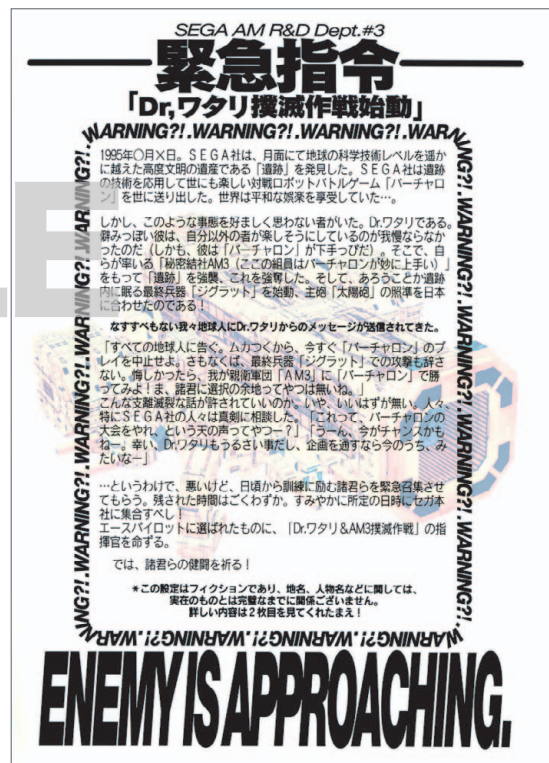 SEGA AM R&D Dept.#3
緊急指令
「Dr,ワタリ撲滅作戦始動」
WARNING?!.WARNING?!.WARNING?!.WARNING?!.WARNING?!.WARNING?!.WARNING?!.
1995年○月×日。SEGA社は、月面にて地球の科学技術レベルを遥か
に越えた高度文明の遺産である「遺跡」を発見した。SEGA社は遺跡
の技術を応用して世にも楽しい対戦ロボットバトルゲーム「バーチャロ
ン」を世に送り出した。世界は平和な娯楽を享受していた…。
しかし、このような事態を好ましく思わない者がいた。Dr.ワタリである。
僻みっぽい彼は、自分以外の者が楽しそうにしているのが我慢ならなか
ったのだ(しかも、彼は「バーチャロン」が下手っぴだ)。そこで、自
らが率いる「秘密結社AM3(ここの組員はバーチャロンが妙に上手い)」
をもって「遺跡」を強襲、これを強奪した。そして、あろうことか遺跡
内に眠る最終兵器「ジグラット」を始動、主砲「太陽砲」の照準を日本
に合わせたのである!
なすすべもない我々地球人にDr.ワタリからのメッセージが送信されてきた。
「すべての地球人に告ぐ。ムカつくから、今すぐ「バーチャロン」のプ
レイを中止せよ。さもなくば、最終兵器「ジグラット」での攻撃も辞さ
ない。悔しかったら、我が親衛軍団「AM3」に「バーチャロン」で勝
ってみよ!ま、諸君に選択の余地ってやつは無いね。」
こんな支離滅裂な話が許されていいのか。いや、いいはずが無い。人々、
特にSEGA社の人々は真剣に相談した。「これって、バーチャロンの
大会をやれ、という天の声ってやつー?」「うーん、今がチャンスかも
ねー。幸い、Dr.ワタリもうるさい事だし、企画を通すなら今のうち、み
たいなー」
…というわけで、悪いけど、日頃から訓練に励む諸君らを緊急召集させ
てもらう。残された時間はごくわずか。すみやかに所定の日時にセガ本
社に集合すべし!
エースパイロットに選ばれたものに、「Dr.ワタリ&AM3撲滅作戦」の指
揮官を命ずる。
では、諸君らの健闘を祈る!
*この設定はフィクションであり、地名、人物名などに関しては、
実在のものとは完璧なまでに関係ございません。
詳しい内容は2枚目を見てくれたまえ!
ENEMY IS APPROACHING.